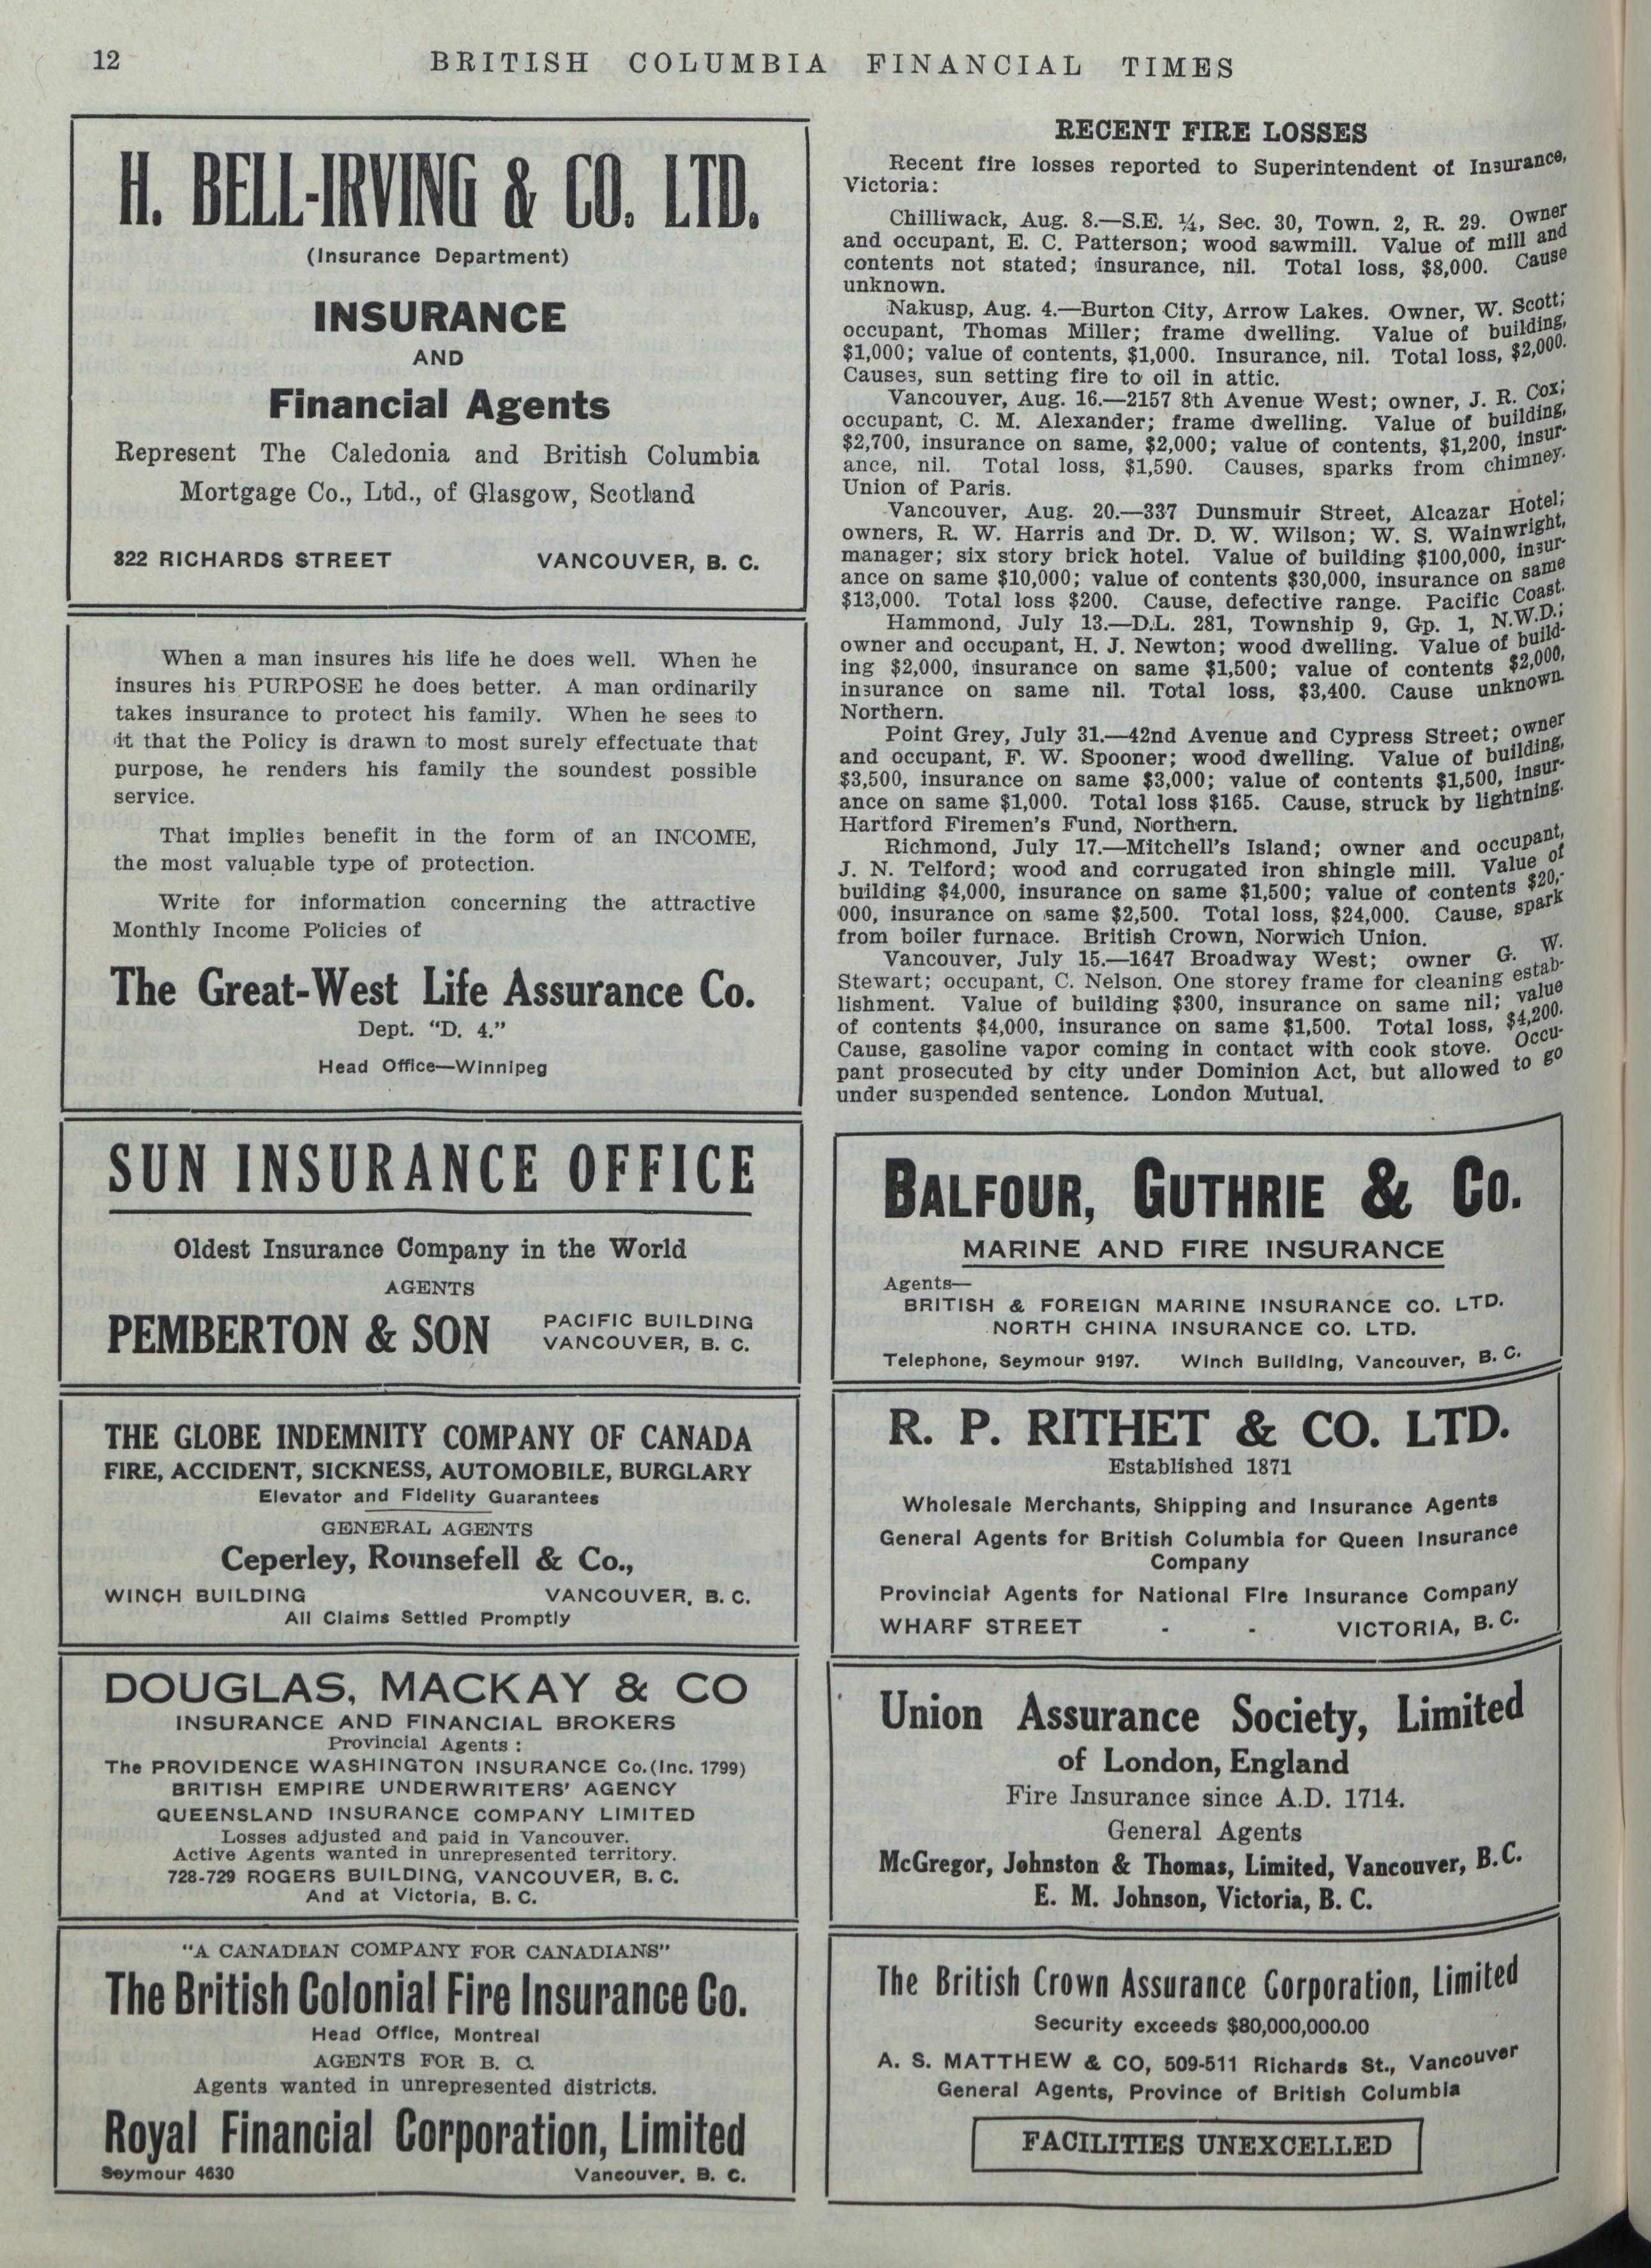 12
BRITISH COLUMBIA FINANCIAL TIMES
H. BELL-IRVING & CO. LTD.
(Insurance Department)
INSURANCE
AND
Financial Agents
Represent The Caledonia and British Columbia
Mortgage Co., Ltd., of Glasgow, Scotland
322 RICHARDS STREET VANCOUVER, B. C.
When a man insures his life he does well. When he
insures his PURPOSE he does better. A man ordinarily
takes insurance to protect his family. When he sees to
it that the Policy is drawn to most surely effectuate that
purpose, he renders his family the soundest possible
service.
That implies benefit in the form of an INCOME,
the most valuable type of protection.
Write for information concerning the attractive
Monthly Income Policies of
The Great-West Life Assurance Co.
Dept. "D. 4."
Head Office—Winnipeg
SUN INSURANCE OFFICE
Oldest Insurance Company in the World
AGENTS
PEMBERTON & SON
PACIFIC BUILDING
VANCOUVER, B. C.
THE GLOBE INDEMNITY COMPANY OF CANADA
FIRE, ACCIDENT, SICKNESS, AUTOMOBILE, BURGLARY
Elevator and Fidelity Guarantees
GENERAL AGENTS
Ceperley, Rounsefell & Co.,
WINCH BUILDING VANCOUVER, B. C.
All Claims Settled Promptly
DOUGLAS, MACKAY & CO
INSURANCE AND FINANCIAL BROKERS
Provincial Agents :
The PROVIDENCE WASHINGTON INSURANCE Co.(Inc. 1799)
BRITISH EMPIRE UNDERWRITERS' AGENCY
QUEENSLAND INSURANCE COMPANY LIMITED
Losses adjusted and paid in Vancouver.
Active Agents wanted in unrepresented territory.
728-729 ROGERS BUILDING, VANCOUVER, B. C.
And at Victoria, B. C.
"A CANADIAN COMPANY FOR CANADIANS"
The British Colonial Fire Insurance Co.
Head Office, Montreal
AGENTS FOR B. C.
Agents wanted in unrepresented districts.
Royal Financial Corporation, Limited
Seymour 4630 Vancouver, B. C.
RECENT FIRE LOSSES
Recent fire losses reported to Superintendent of Insurance,
Victoria:
Chilliwack, Aug. 8.—S.E. ¼, Sec. 30, Town. 2, R. 29. Owner
and occupant, E. C. Patterson; wood sawmill. Value of mill and
contents not stated; insurance, nil. Total loss, $8,000. Cause
unknown.
Nakusp, Aug. 4.—Burton City, Arrow Lakes. Owner, W. Scott;
occupant, Thomas Miller; frame dwelling. Value of building,
$1,000; value of contents, $1,000. Insurance, nil. Total loss, $2,000.
Causes, sun setting fire to oil in attic.
Vancouver, Aug. 16.—2157 8th Avenue West; owner, J. R. Cox;
occupant, C. M. Alexander; frame dwelling. Value of building,
$2,700, insurance on same, $2,000; value of contents, $1,200, insur-
ance, nil. Total loss, $1,590. Causes, sparks from chimney.
Union of Paris.
Vancouver, Aug. 20.—337 Dunsmuir Street, Alcazar Hotel;
owners, R. W. Harris and Dr. D. W. Wilson; W. S. Wainwright,
manager; six story brick hotel. Value of building $100,000, insur-
ance on same $10,000; value of contents $30,000, insurance on same
$13,000. Total loss $200. Cause, defective range. Pacific Coast.
Hammond, July 13.—D.L. 281, Township 9, Gp. 1, N.W.D.;
owner and occupant, H. J. Newton; wood dwelling. Value of build-
ing $2,000, insurance on same $1,500; value of contents $2,000,
insurance on same nil. Total loss, $3,400. Cause unknown.
Northern.
Point Grey, July 31.—42nd Avenue and Cypress Street; owner
and occupant, F. W. Spooner; wood dwelling. Value of building,
$3,500, insurance on same $3,000; value of contents $1,500, insur-
ance on same $1,000. Total loss $165. Cause, struck by lightning.
Hartford Firemen's Fund, Northern.
Richmond, July 17.—Mitchell's Island; owner and occupant,
J. N. Telford; wood and corrugated iron shingle mill. Value of
building $4,000, insurance on same $1,500; value of contents $20,-
000, insurance on same $2,500. Total loss, $24,000. Cause, spark
from boiler furnace. British Crown, Norwich Union.
Vancouver, July 15.—1647 Broadway West; owner G. W.
Stewart; occupant, C. Nelson. One storey frame for cleaning estab-
lishment. Value of building $300, insurance on same nil; value
of contents $4,000, insurance on same $1,500. Total loss, $4,200.
Cause, gasoline vapor coming in contact with cook stove. Occu-
pant prosecuted by city under Dominion Act, but allowed to go
under suspended sentence. London Mutual.
BALFOUR, GUTHRIE & CO.
MARINE AND FIRE INSURANCE
Agents—
BRITISH & FOREIGN MARINE INSURANCE CO. LTD.
NORTH CHINA INSURANCE CO. LTD.
Telephone, Seymour 9197. Winch Building, Vancouver, B. C.
R. P. RITHET & CO. LTD.
Established 1871
Wholesale Merchants, Shipping and Insurance Agents
General Agents for British Columbia for Queen Insurance
Company
Provincial Agents for National Fire Insurance Company
WHARF STREET - - VICTORIA, B. C.
Union Assurance Society, Limited
of London, England
Fire Insurance since A.D. 1714.
General Agents
McGregor, Johnston & Thomas, Limited, Vancouver, B.C.
E. M. Johnson, Victoria, B. C.
The British Crown Assurance Corporation, Limited
Security exceeds $80,000,000.00
A. S. MATTHEW & CO, 509-511 Richards St., Vancouver
General Agents, Province of British Columbia
FACILITIES UNEXCELLED